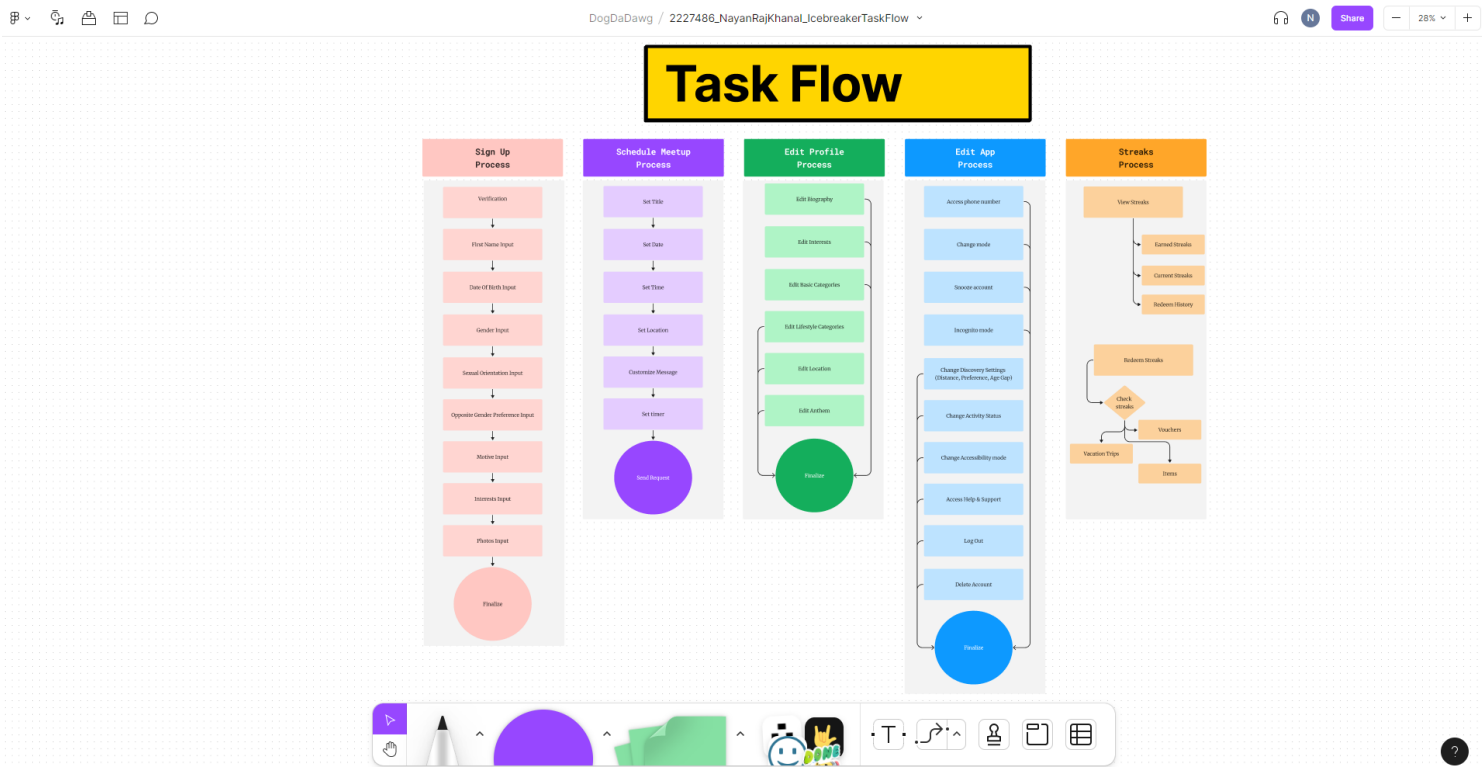 DogDaDawg / 2227486_NayanRajKhanal_IcebreakerTaskFlow
N
Share
28%
Task Flow
Sign Up
Process
Verification
First Name Input
Date Of Birth Input
Gender Input
Sexual Orientation Input
Opposite Gender Preference Input
Motive Input
Interests Input
Photos Input
Finalize
Schedule Meetup
Process
Set Title
Set Date
Set Time
Set Location
Customize Message
Set timer
Send Request
Edit Profile
Process
Edit Biography
Edit Interests
Edit Basic Categories
Edit Lifestyle Categories
Edit Location
Edit Anthem
Finalize
Edit App
Process
Access phone number
Change mode
Snooze account
Incognito mode
Change Discovery Settings
(Distance, Preference, Age Gap)
Change Activity Status
Change Accessibility mode
Access Help & Support
Log Out
Delete Account
Finalize
Streaks
Process
View Streaks
Earned Streaks
Current Streaks
Redeem History
Redeem Streaks
Check
streaks
Vouchers
Vacation Trips
Items
DONE
T
?